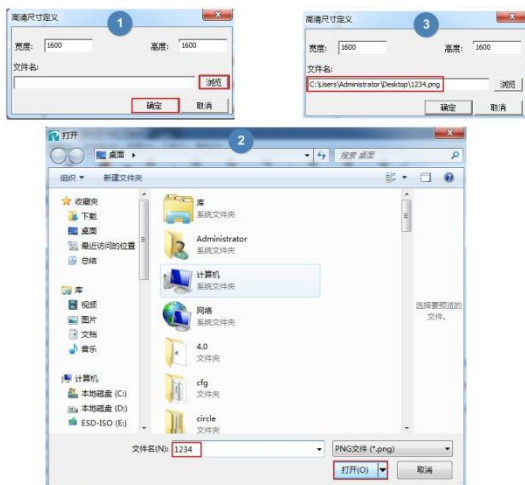 高清尺寸定义
1
宽度: 1600 高度: 1600
文件名:
浏览
确定 取消
高清尺寸定义
3
宽度: 1600 高度: 1600
文件名:
C:\Users\Administrator\Desktop\1234.png 浏览
确定 取消
打开
2
桌面
搜索 桌面
组织 新建文件夹
收藏夹
下载
桌面
最近访问的位置
总结
库
视频
图片
文档
音乐
计算机
本地磁盘 (C:)
本地磁盘 (D:)
ESD-ISO (E:)
库
系统文件夹
Administrator
系统文件夹
计算机
系统文件夹
网络
系统文件夹
4.0
文件夹
cfg
文件夹
circle
文件夹
选择要预览的
文件。
文件名(N): 1234 PNG文件 (*.png)
打开(O) 取消